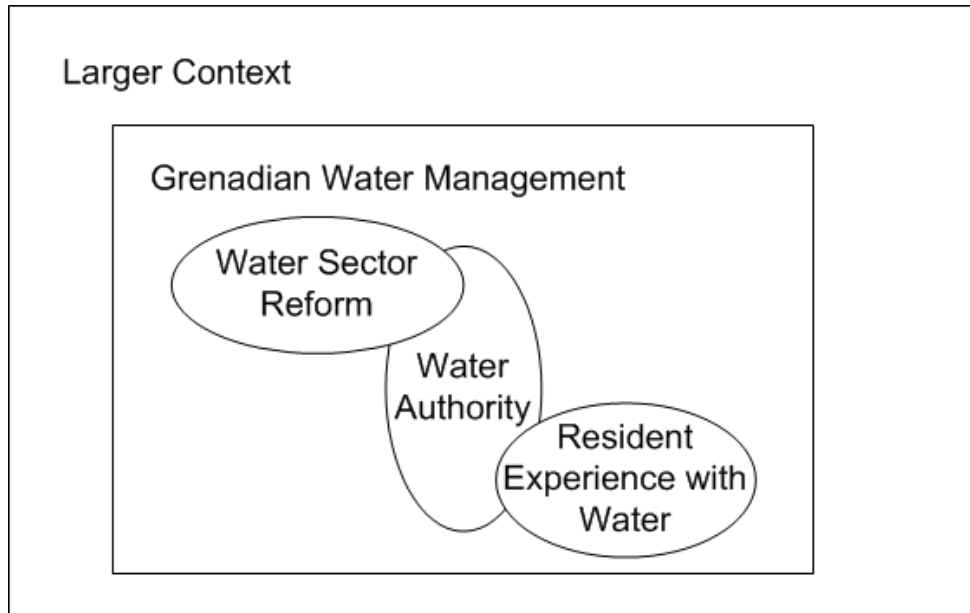 Larger Context
Grenadian Water Management
Water Sector
Reform
Water
Authority
Resident
Experience with
Water